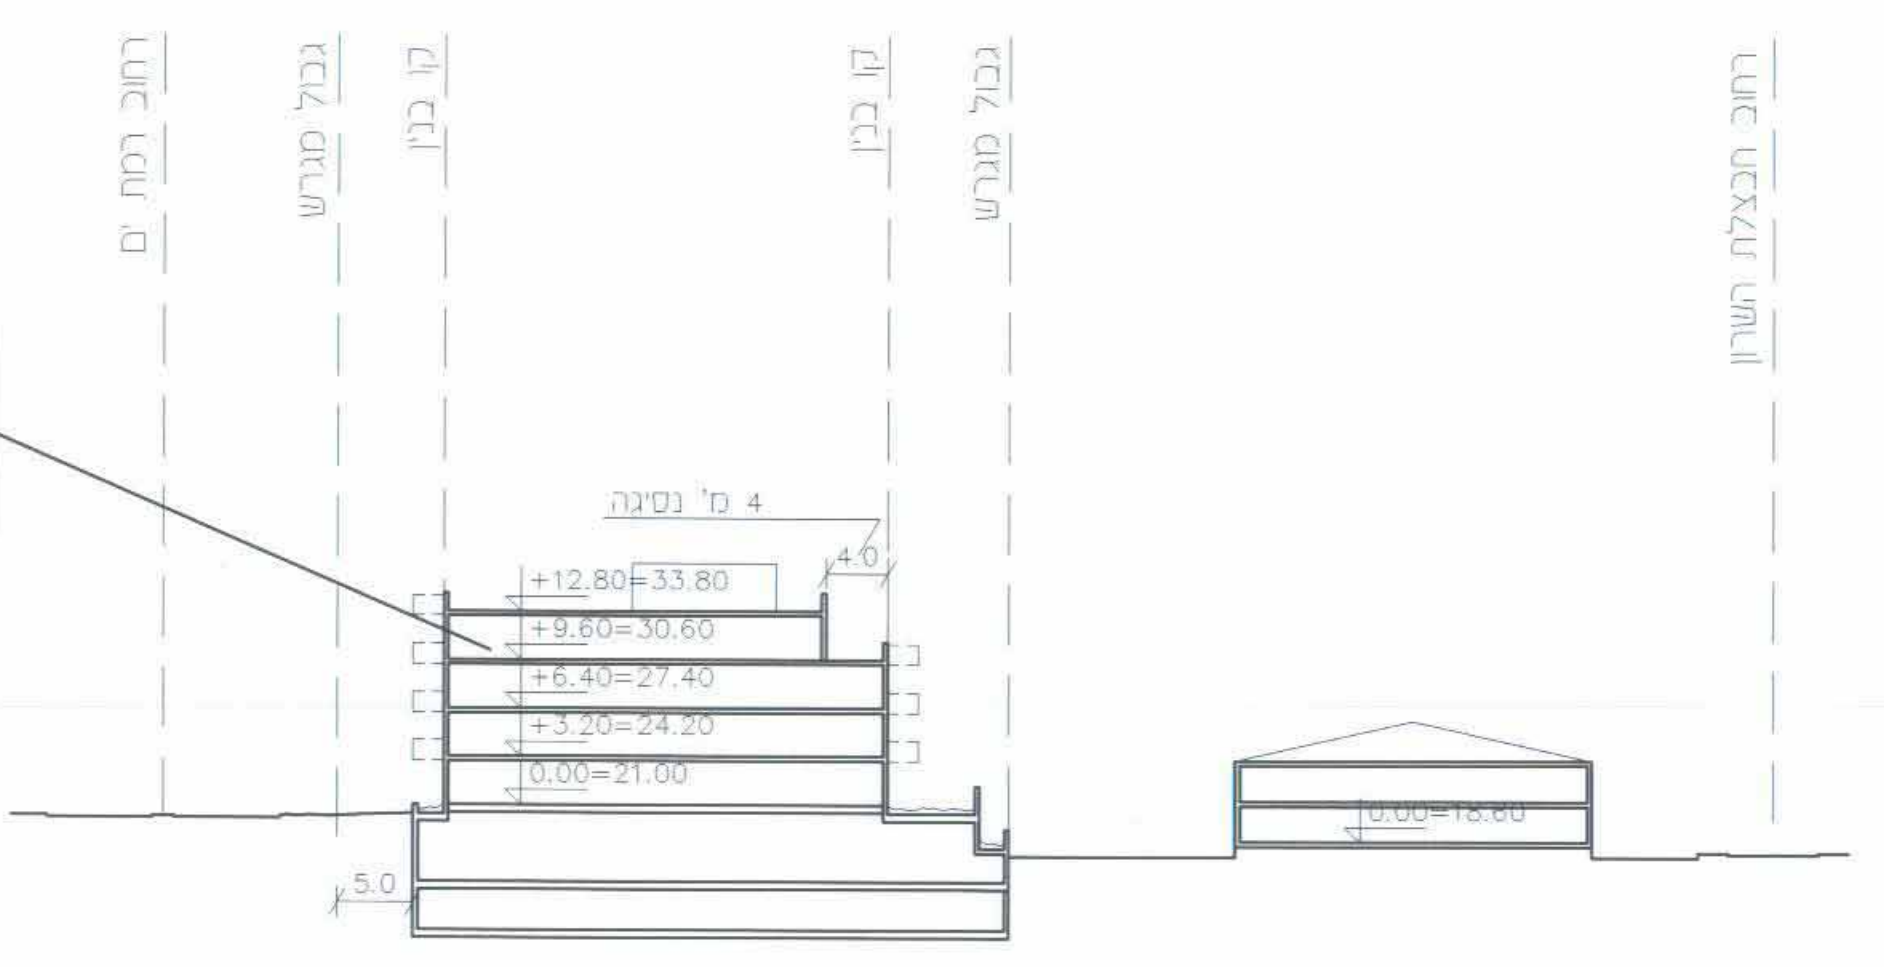 רחוב רמת ים
גבול מגרש
קו בנין
קו בנין
גבול מגרש
רחוב חבצלת השרון
4 מ' נסיגה
4.0
+12.80=33.80
+9.60=30.60
+6.40=27.40
+3.20=24.20
0.00=21.00
0.00=18.60
5.0